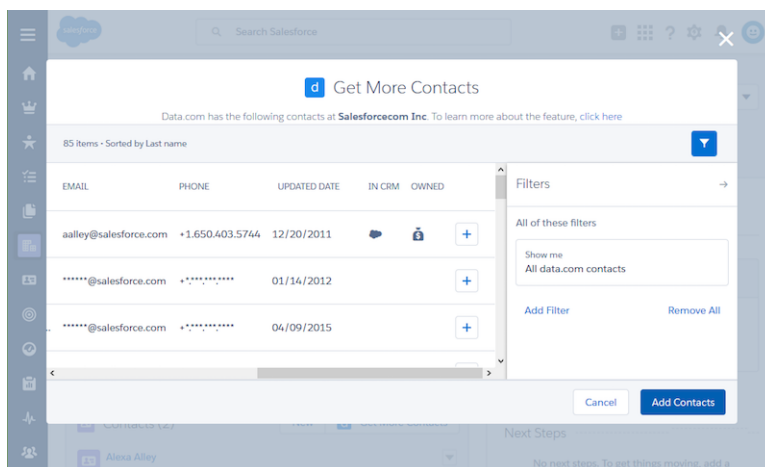 salesforce
Search Salesforce
d Get More Contacts
Data.com has the following contacts at Salesforcecom Inc. To learn more about the feature, click here
85 items • Sorted by Last name
EMAIL PHONE UPDATED DATE IN CRM OWNED
Filters
aalley@salesforce.com +1.650.403.5744 12/20/2011
All of these filters
Show me
All data.com contacts
******@salesforce.com +*.***.***.**** 01/14/2012
Add Filter Remove All
******@salesforce.com +*.***.***.**** 04/09/2015
Cancel Add Contacts
Contacts (2) New Get More Contacts
Next Steps
Alexa Alley
No next steps. To get things moving, add a